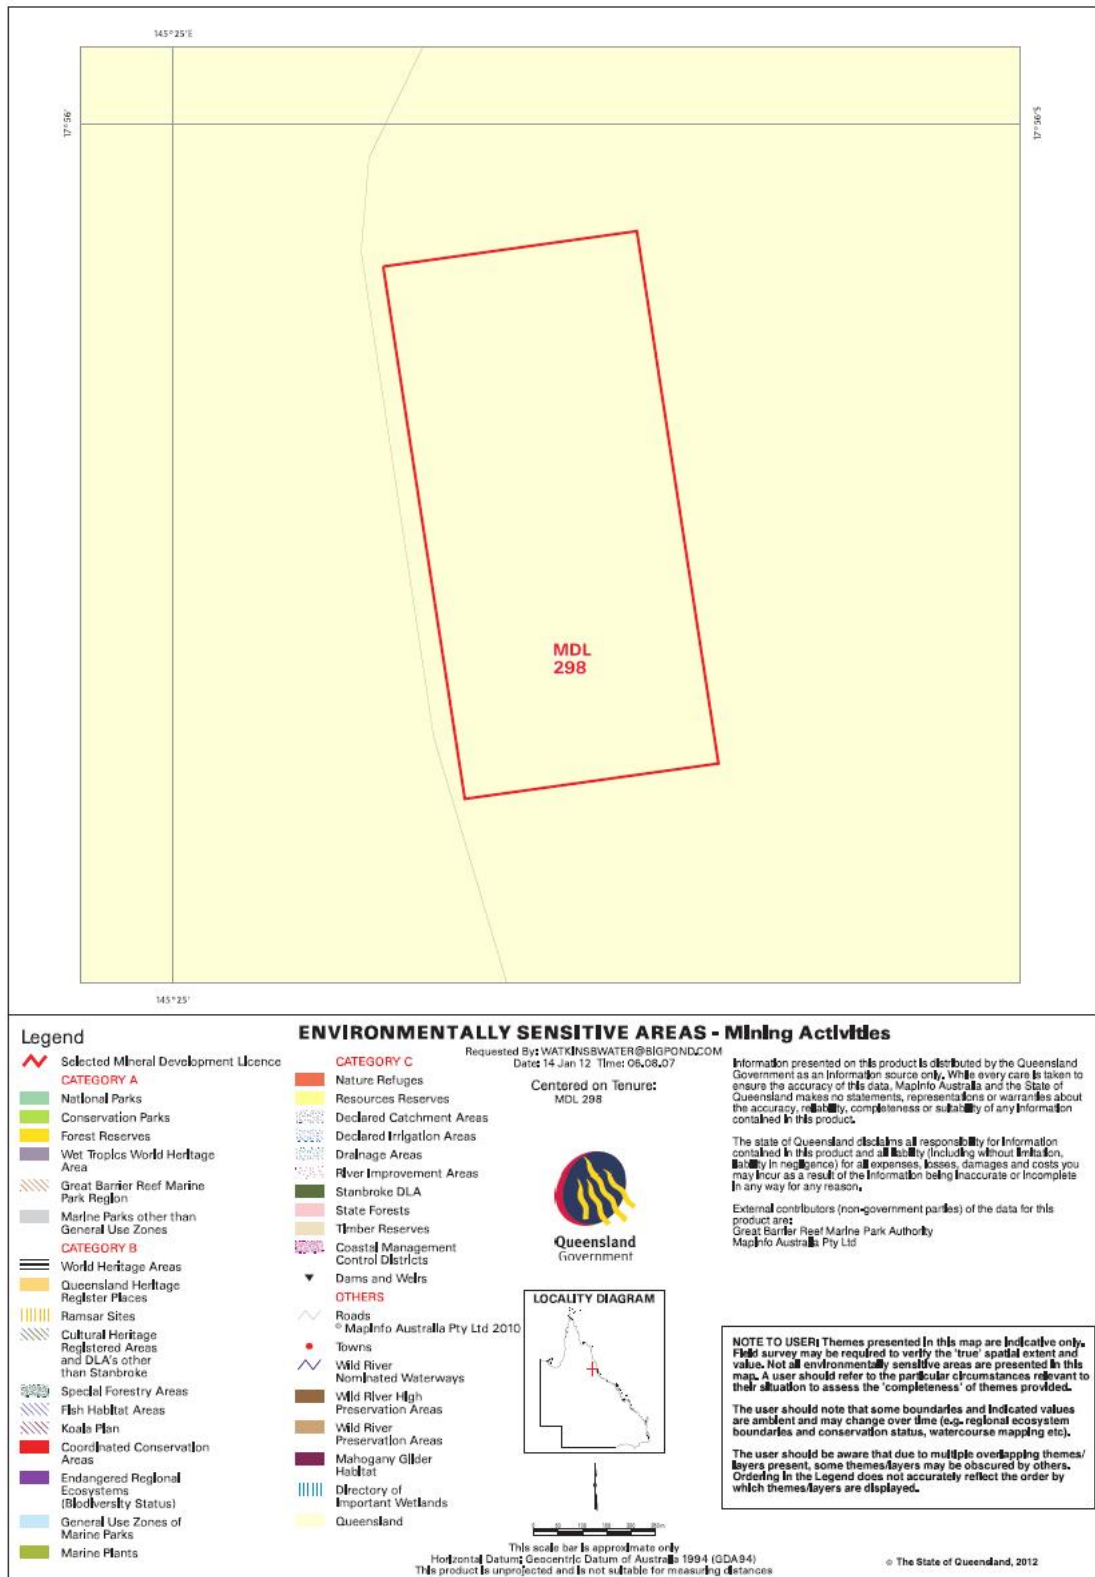 145°25'E
17°56'
17°56'S
MDL
298
145°25'
Legend
Selected Mineral Development Licence
CATEGORY A
National Parks
Conservation Parks
Forest Reserves
Wet Tropics World Heritage
Area
Great Barrier Reef Marine
Park Region
Marine Parks other than
General Use Zones
CATEGORY B
World Heritage Areas
Queensland Heritage
Register Places
Ramsar Sites
Cultural Heritage
Registered Areas
and DLA's other
than Stanbroke
Special Forestry Areas
Fish Habitat Areas
Koala Plan
Coordinated Conservation
Areas
Endangered Regional
Ecosystems
(Biodiversity Status)
General Use Zones of
Marine Parks
Marine Plants
ENVIRONMENTALLY SENSITIVE AREAS - Mining Activities
Requested By: WATKINSBWATER@BIGPOND.COM
Date: 14 Jan 12 Time: 06.08.07
Centered on Tenure:
MDL 298
CATEGORY C
Nature Refuges
Resources Reserves
Declared Catchment Areas
Declared Irrigation Areas
Drainage Areas
River Improvement Areas
Stanbroke DLA
State Forests
Timber Reserves
Coastal Management
Control Districts
Dams and Weirs
OTHERS
Roads
© MapInfo Australia Pty Ltd 2010
Towns
Wild River
Nominated Waterways
Wild River High
Preservation Areas
Wild River
Preservation Areas
Mahogany Glider
Habitat
Directory of
Important Wetlands
Queensland
Queensland
Government
LOCALITY DIAGRAM
This scale bar is approximate only
Horizontal Datum: Geocentric Datum of Australia 1994 (GDA94)
This product is unprojected and is not suitable for measuring distances
Information presented on this product is distributed by the Queensland
Government as an information source only. While every care is taken to
ensure the accuracy of this data, MapInfo Australia and the State of
Queensland makes no statements, representations or warranties about
the accuracy, reliability, completeness or suitability of any information
contained in this product.
The state of Queensland disclaims all responsibility for information
contained in this product and all liability (including without limitation,
liability in negligence) for all expenses, losses, damages and costs you
may incur as a result of the information being inaccurate or incomplete
in any way for any reason.
External contributors (non-government parties) of the data for this
product are:
Great Barrier Reef Marine Park Authority
MapInfo Australia Pty Ltd
NOTE TO USER: Themes presented in this map are indicative only.
Field survey may be required to verify the 'true' spatial extent and
value. Not all environmentally sensitive areas are presented in this
map. A user should refer to the particular circumstances relevant to
their situation to assess the 'completeness' of themes provided.
The user should note that some boundaries and indicated values
are ambient and may change over time (e.g. regional ecosystem
boundaries and conservation status, watercourse mapping etc).
The user should be aware that due to multiple overlapping themes/
layers present, some themes/layers may be obscured by others.
Ordering in the Legend does not accurately reflect the order by
which themes/layers are displayed.
© The State of Queensland, 2012